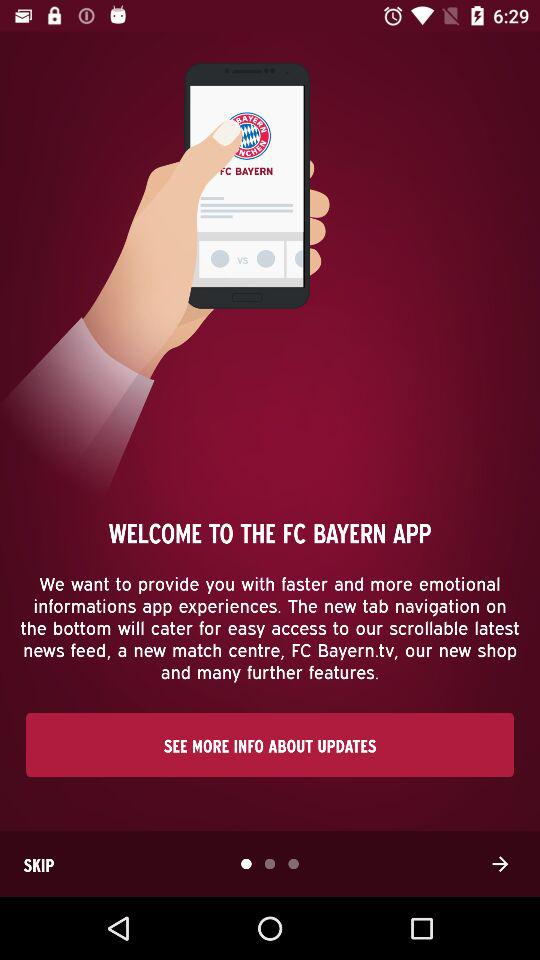 6:29
BAYERN
NCHEN
FC BAYERN
VS
WELCOME TO THE FC BAYERN APP
We want to provide you with faster and more emotional
informations app experiences. The new tab navigation on
the bottom will cater for easy access to our scrollable latest
news feed, a new match centre, FC Bayern.tv, our new shop
and many further features.
SEE MORE INFO ABOUT UPDATES
SKIP